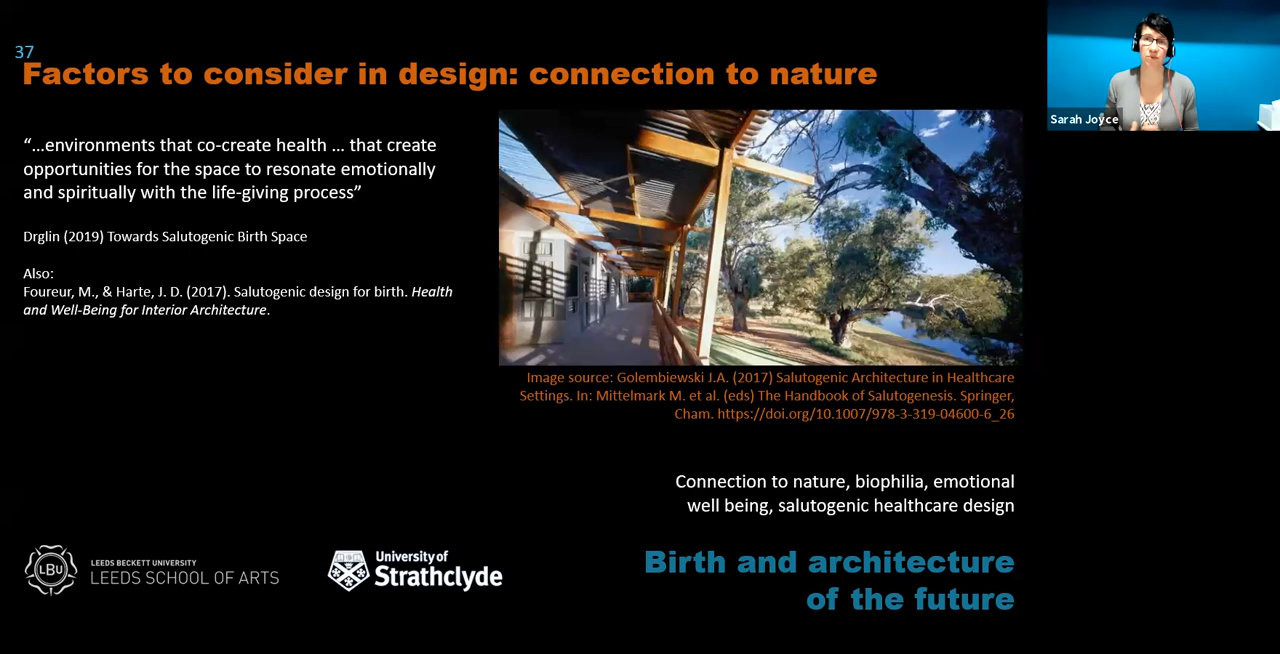 37
Factors to consider in design: connection to nature
“...environments that co-create health ... that create
opportunities for the space to resonate emotionally
and spiritually with the life-giving process”
Drglin (2019) Towards Salutogenic Birth Space
Also:
Foureur, M., & Harte, J. D. (2017). Salutogenic design for birth. Health
and Well-Being for Interior Architecture.
Image source: Golembiewski J.A. (2017) Salutogenic Architecture in Healthcare
Settings. In: Mittelmark M. et al. (eds) The Handbook of Salutogenesis. Springer,
Cham. https://doi.org/10.1007/978-3-319-04600-6_26
Connection to nature, biophilia, emotional
well being, salutogenic healthcare design
LBU
LEEDS BECKETT UNIVERSITY
LEEDS SCHOOL OF ARTS
University of
Strathclyde
Birth and architecture
of the future
Sarah Joyce